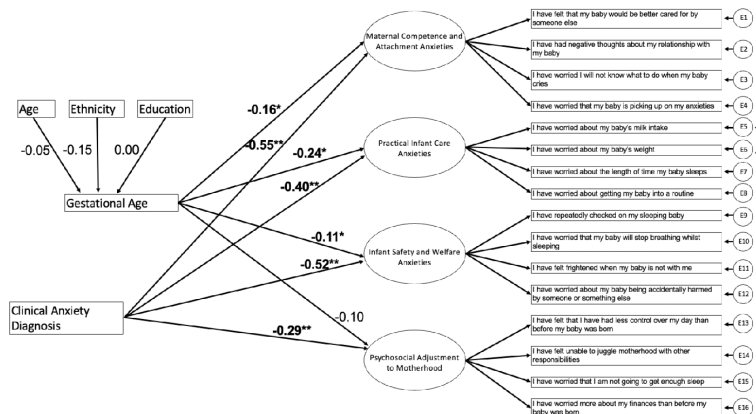 Age
Ethnicity
Education
-0.05
-0.15
0.00
Gestational Age
Clinical Anxiety
Diagnosis
-0.16*
-0.55**
-0.24*
-0.40**
-0.11*
-0.52**
-0.10
-0.29**
Maternal Competence and
Attachment Anxieties
Practical Infant Care
Anxieties
Infant Safety and Welfare
Anxieties
Psychosocial Adjustment
to Motherhood
I have felt that my baby would be better cared for by
someone else
E1
I have had negative thoughts about my relationship with
my baby
E2
I have worried I will not know what to do when my baby
cries
E3
I have worried that my baby is picking up on my anxieties
E4
I have worried about my baby's milk intake
E5
I have worried about my baby's weight
E6
I have worried about the length of time my baby sleeps
E7
I have worried about getting my baby into a routine
E8
I have repeatedly checked on my sleeping baby
E9
I have worried that my baby will stop breathing whilst
sleeping
E10
I have felt frightened when my baby is not with me
E11
I have worried about my baby being accidentally harmed
by someone or something else
E12
I have felt that I have had less control over my day than
before my baby was born
E13
I have felt unable to juggle motherhood with other
responsibilities
E14
I have worried that I am not going to get enough sleep
E15
I have worried more about my finances than before my
baby was born
E16